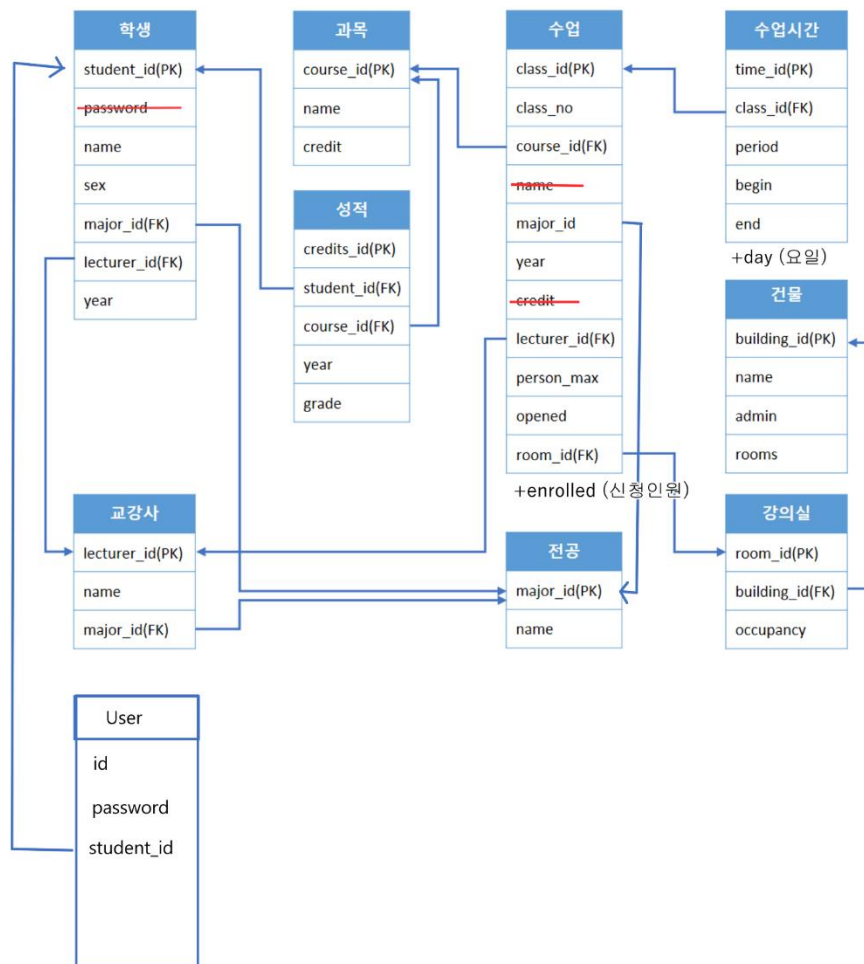 학생
student_id(PK)
password
name
sex
major_id(FK)
lecturer_id(FK)
year
과목
course_id(PK)
name
credit
성적
credits_id(PK)
student_id(FK)
course_id(FK)
year
grade
수업
class_id(PK)
class_no
course_id(FK)
name
major_id
year
credit
lecturer_id(FK)
person_max
opened
room_id(FK)
+enrolled (신청인원)
수업시간
time_id(PK)
class_id(FK)
period
begin
end
+day (요일)
건물
building_id(PK)
name
admin
rooms
교강사
lecturer_id(PK)
name
major_id(FK)
전공
major_id(PK)
name
강의실
room_id(PK)
building_id(FK)
occupancy
User
id
password
student_id